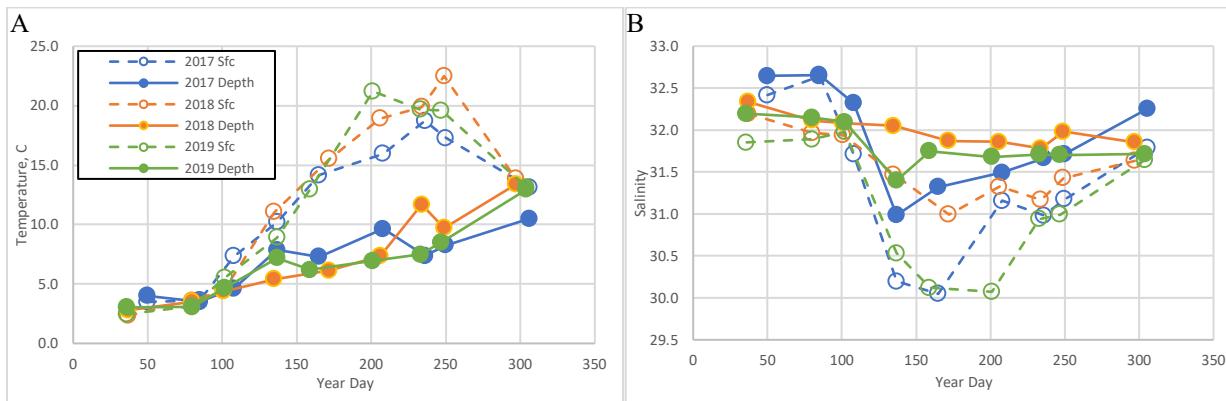 A
25.0
20.0
15.0
10.0
5.0
0.0
Temperature, C
2017 Sfc
2017 Depth
2018 Sfc
2018 Depth
2019 Sfc
2019 Depth
0 50 100 150 200 250 300 350
Year Day
B
33.0
32.5
32.0
31.5
31.0
30.5
30.0
29.5
Salinity
0 50 100 150 200 250 300 350
Year Day